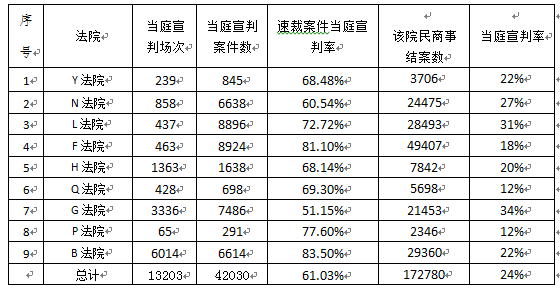 序号 法院 当庭宣判场次 当庭宣判案件数 速裁案件当庭宣判率 该院民商事结案数 当庭宣判率
1 Y 法院 239 845 68.48% 3706 22%
2 N 法院 858 6638 60.54% 24475 27%
3 L 法院 437 8896 72.72% 28493 31%
4 F 法院 463 8924 81.10% 49407 18%
5 H 法院 1363 1638 68.14% 7842 20%
6 Q 法院 428 698 69.30% 5698 12%
7 G 法院 3336 7486 51.15% 21453 34%
8 P 法院 65 291 77.60% 2346 12%
9 B 法院 6014 6614 83.50% 29360 22%
总计 13203 42030 61.03% 172780 24%